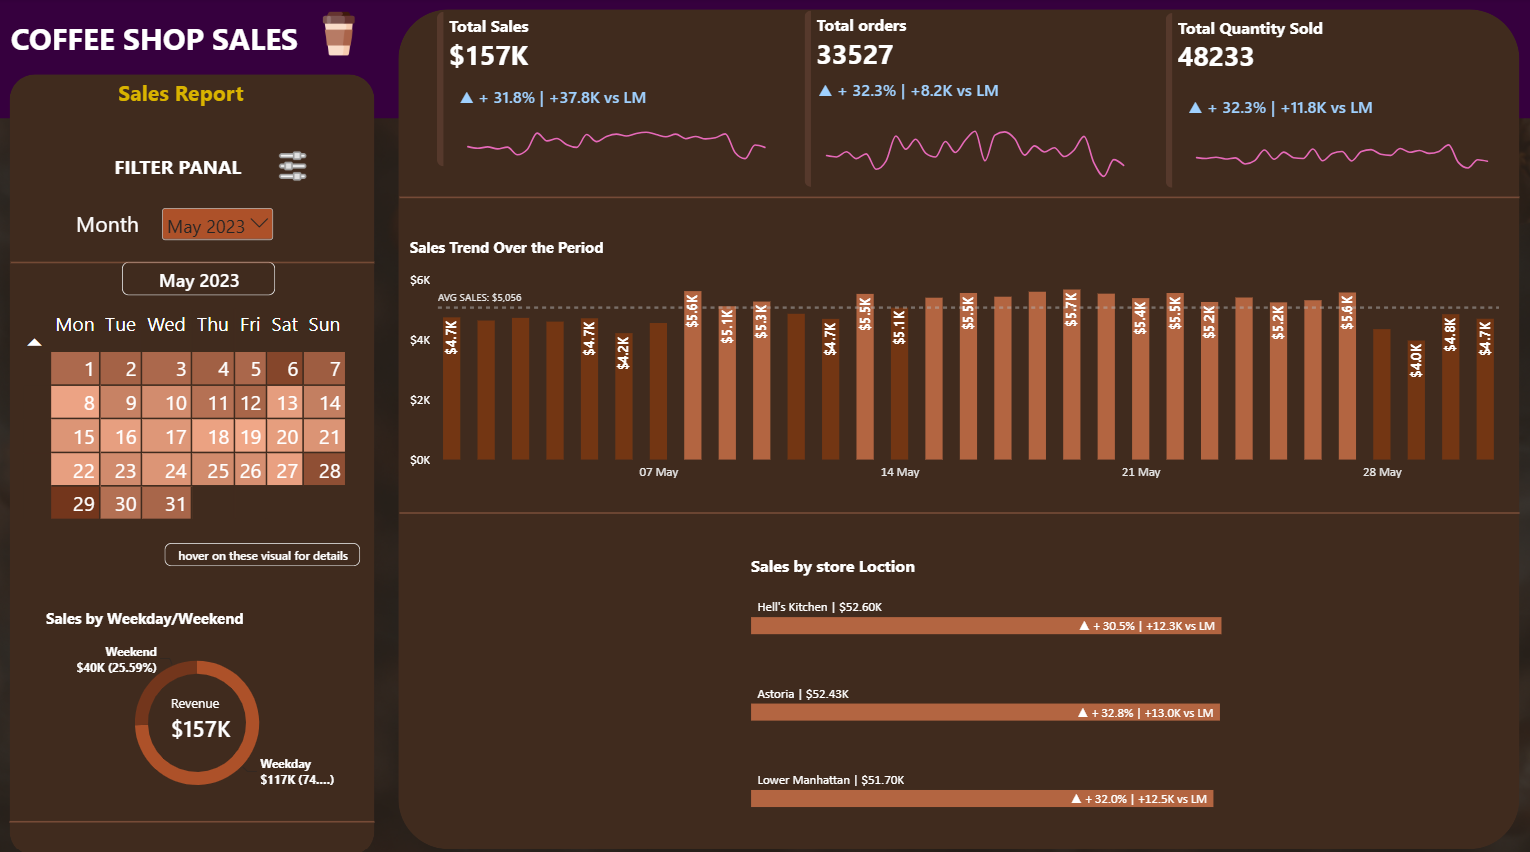 COFFEE SHOP SALES
Sales Report
FILTER PANAL
Month
May 2023
May 2023
Mon Tue Wed Thu Fri Sat Sun
1 2 3 4 5 6 7
8 9 10 11 12 13 14
15 16 17 18 19 20 21
22 23 24 25 26 27 28
29 30 31
hover on these visual for details
Sales by Weekday/Weekend
Weekend
$40K (25.59%)
Revenue
$157K
Weekday
$117K (74....)
Total Sales
$157K
▲ + 31.8% | +37.8K vs LM
Total orders
33527
▲ + 32.3% | +8.2K vs LM
Total Quantity Sold
48233
▲ + 32.3% | +11.8K vs LM
Sales Trend Over the Period
$6K
AVG SALES: $5,056
$4K
$2K
$0K
$4.7K
$4.7K
$4.2K
$5.6K
$5.1K
$5.3K
$4.7K
$5.5K
$5.1K
$5.5K
$5.7K
$5.4K
$5.5K
$5.2K
$5.2K
$5.6K
$4.0K
$4.8K
$4.7K
07 May
14 May
21 May
28 May
Sales by store Loction
Hell's Kitchen | $52.60K
▲ + 30.5% | +12.3K vs LM
Astoria | $52.43K
▲ + 32.8% | +13.0K vs LM
Lower Manhattan | $51.70K
▲ + 32.0% | +12.5K vs LM